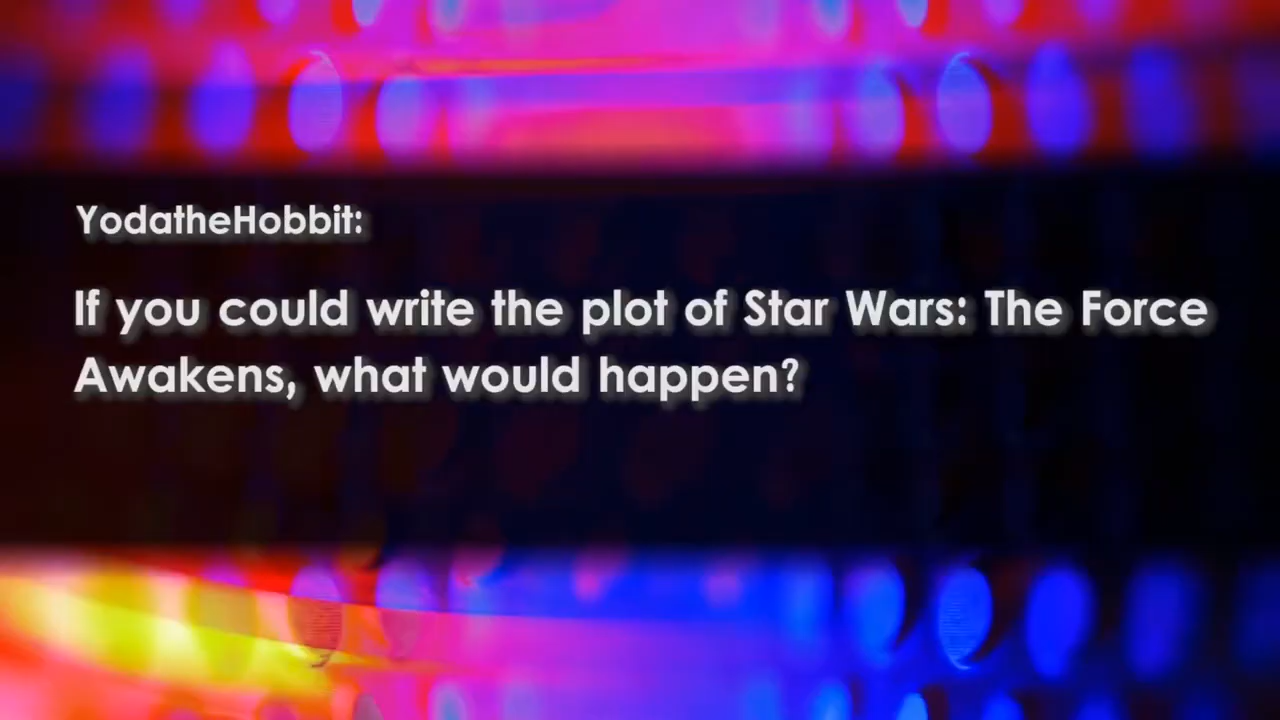 YodatheHobbit:
If you could write the plot of Star Wars: The Force
Awakens, what would happen?